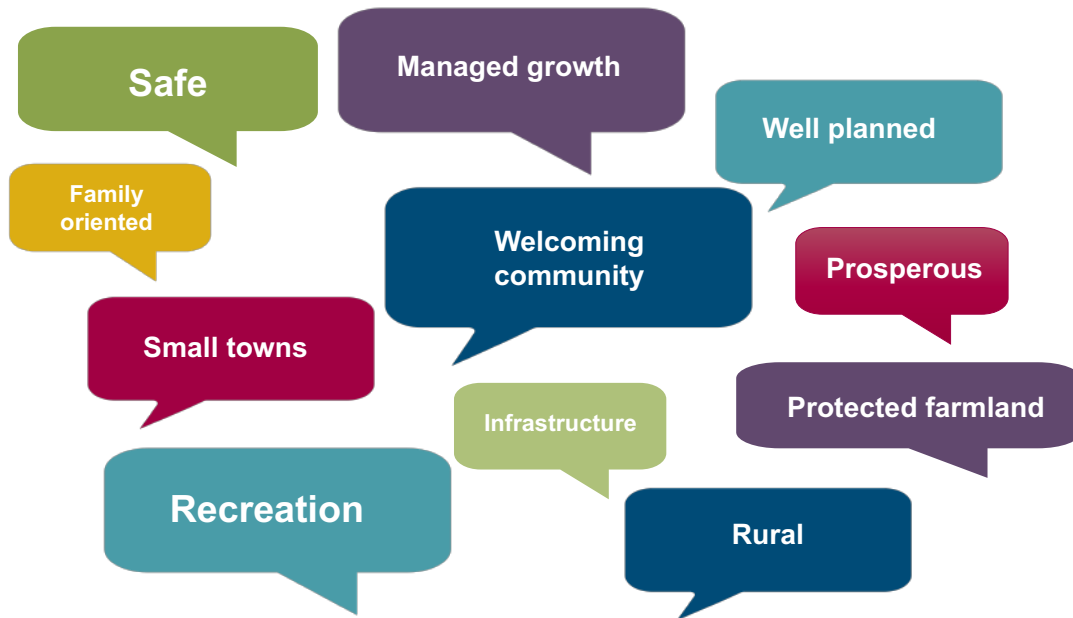 Safe
Managed growth
Well planned
Family
oriented
Welcoming
community
Prosperous
Small towns
Protected farmland
Infrastructure
Recreation
Rural